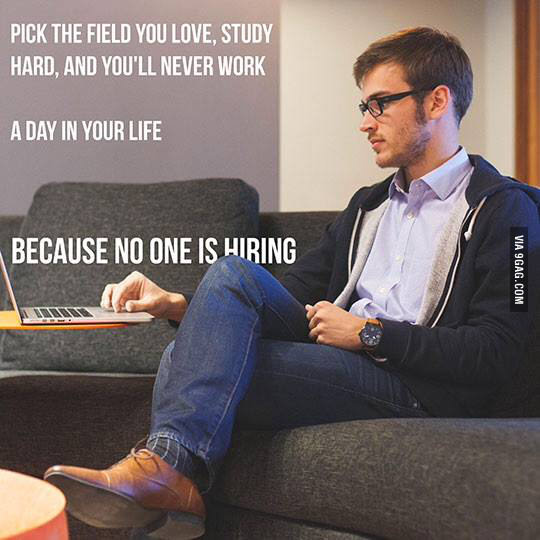 PICK THE FIELD YOU LOVE, STUDY
HARD, AND YOU'LL NEVER WORK
A DAY IN YOUR LIFE
BECAUSE NO ONE IS HIRING
VIA 9GAG.COM